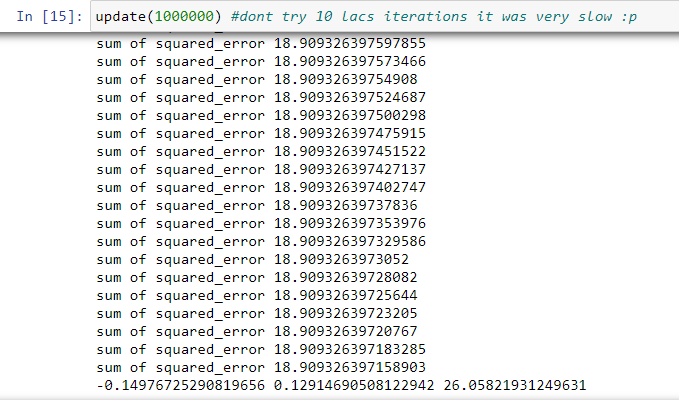 In [15]: update(1000000) #dont try 10 lacs iterations it was very slow :p
sum of squared_error 18.909326397597855
sum of squared_error 18.909326397573466
sum of squared_error 18.90932639754908
sum of squared_error 18.909326397524687
sum of squared_error 18.909326397500298
sum of squared_error 18.909326397475915
sum of squared_error 18.909326397451522
sum of squared_error 18.909326397427137
sum of squared_error 18.909326397402747
sum of squared_error 18.90932639737836
sum of squared_error 18.909326397353976
sum of squared_error 18.909326397329586
sum of squared_error 18.9093263973052
sum of squared_error 18.90932639728082
sum of squared_error 18.90932639725644
sum of squared_error 18.90932639723205
sum of squared_error 18.90932639720767
sum of squared_error 18.909326397183285
sum of squared_error 18.909326397158903
-0.14976725290819656 0.12914690508122942 26.05821931249631